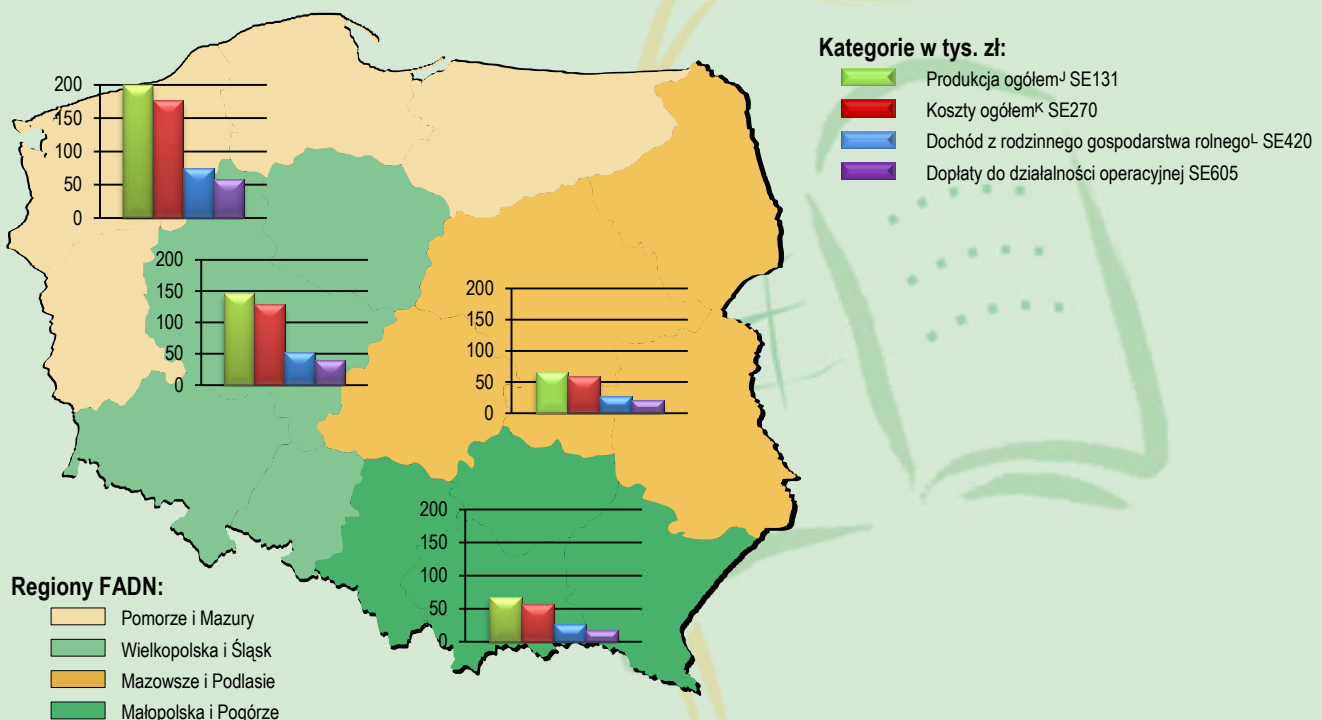 Kategorie w tys. zł:
Produkcja ogółemᴶ SE131
Koszty ogółemᴷ SE270
Dochód z rodzinnego gospodarstwa rolnegoᴸ SE420
Dopłaty do działalności operacyjnej SE605
200
150
100
50
0
200
150
100
50
0
200
150
100
50
0
200
150
100
50
0
Regiony FADN:
Pomorze i Mazury
Wielkopolska i Śląsk
Mazowsze i Podlasie
Małopolska i Pogórze